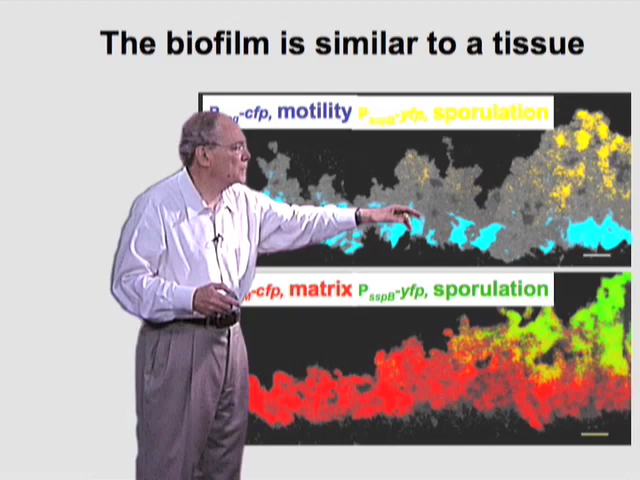 The biofilm is similar to a tissue
-cfp, motility PsspB-yfp, sporulation
-cfp, matrix PsspB-yfp, sporulation